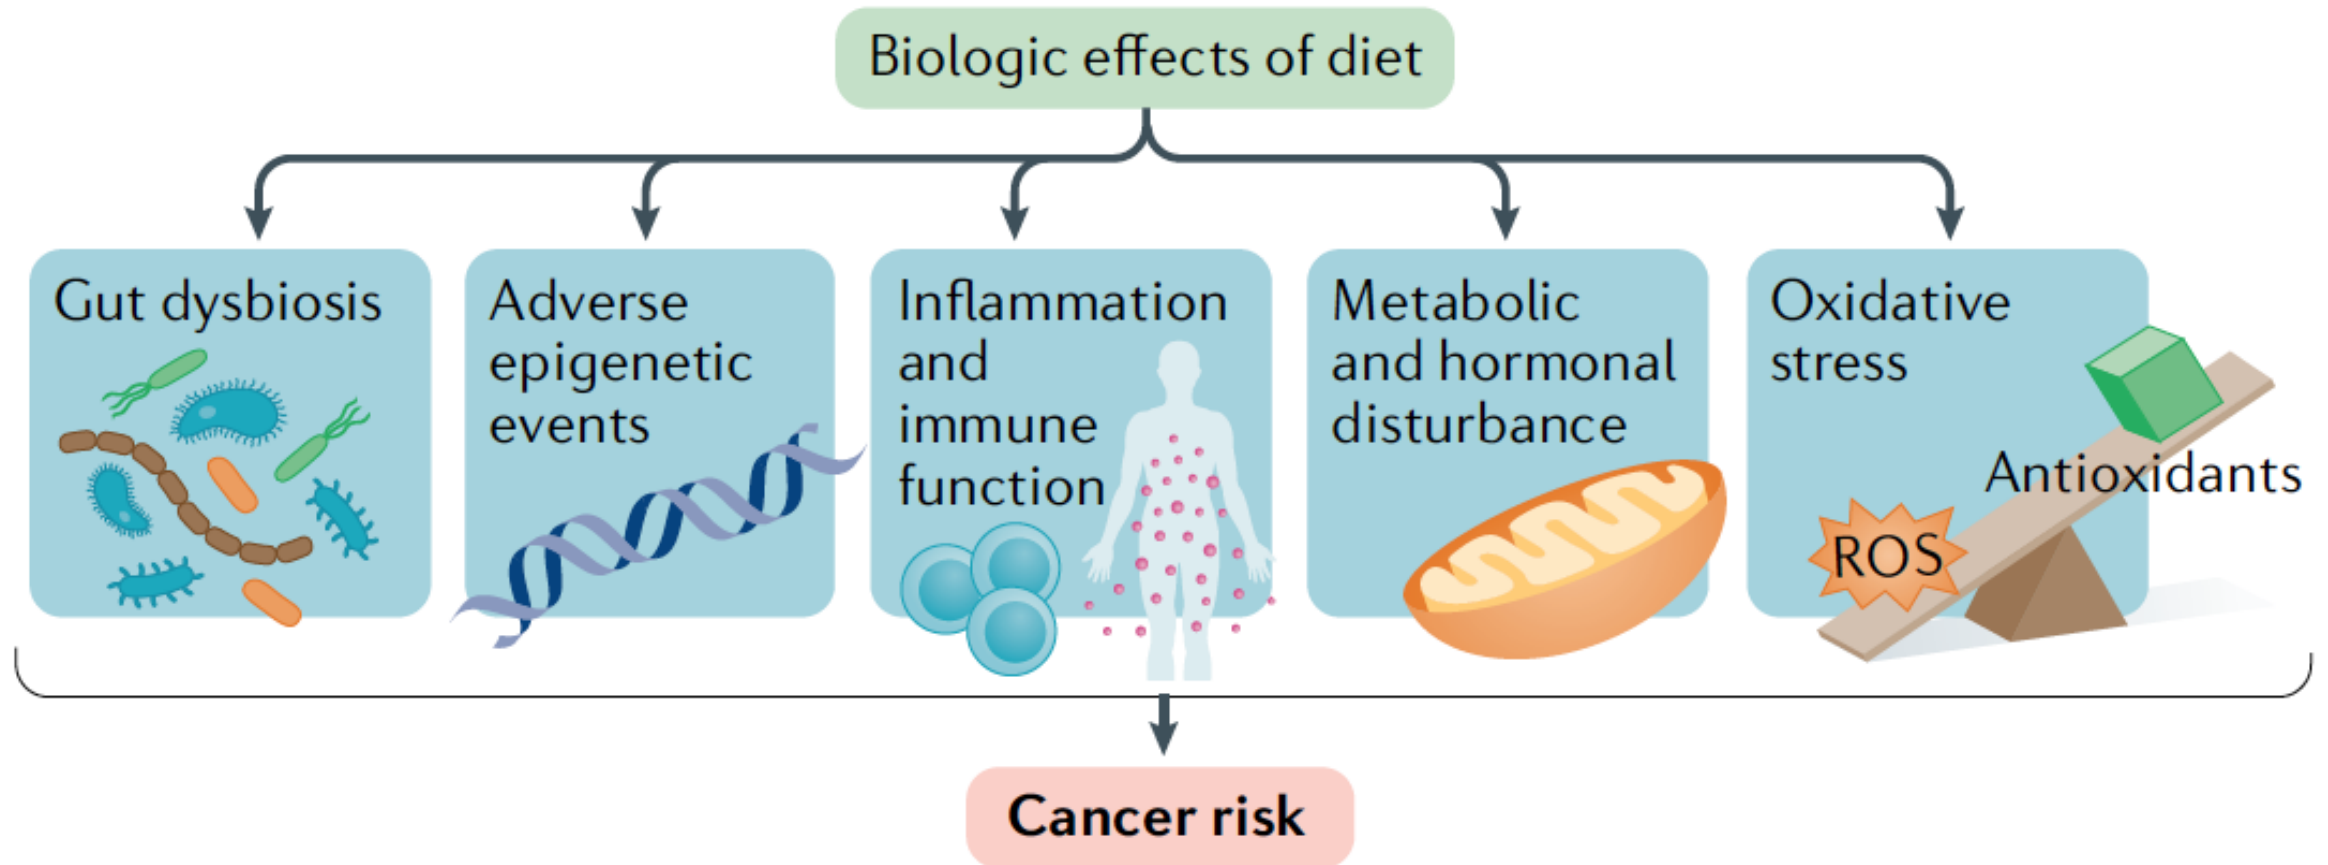 Biologic effects of diet
Gut dysbiosis
Adverse
epigenetic
events
Inflammation
and
immune
function
Metabolic
and hormonal
disturbance
Oxidative
stress
Antioxidants
ROS
Cancer risk